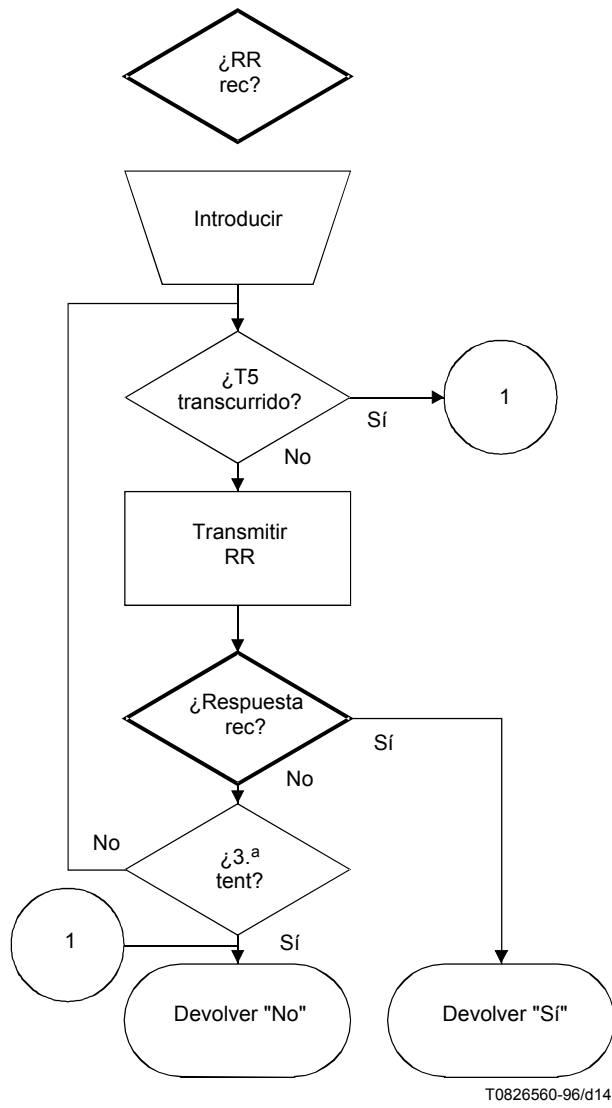 ¿RR
rec?
Introducir
¿T5
transcurrido?
1
Sí
No
Transmitir
RR
¿Respuesta
rec?
Sí
No
No
¿3.ª
tent?
1
Sí
Devolver "No"
Devolver "Sí"
T0826560-96/d14